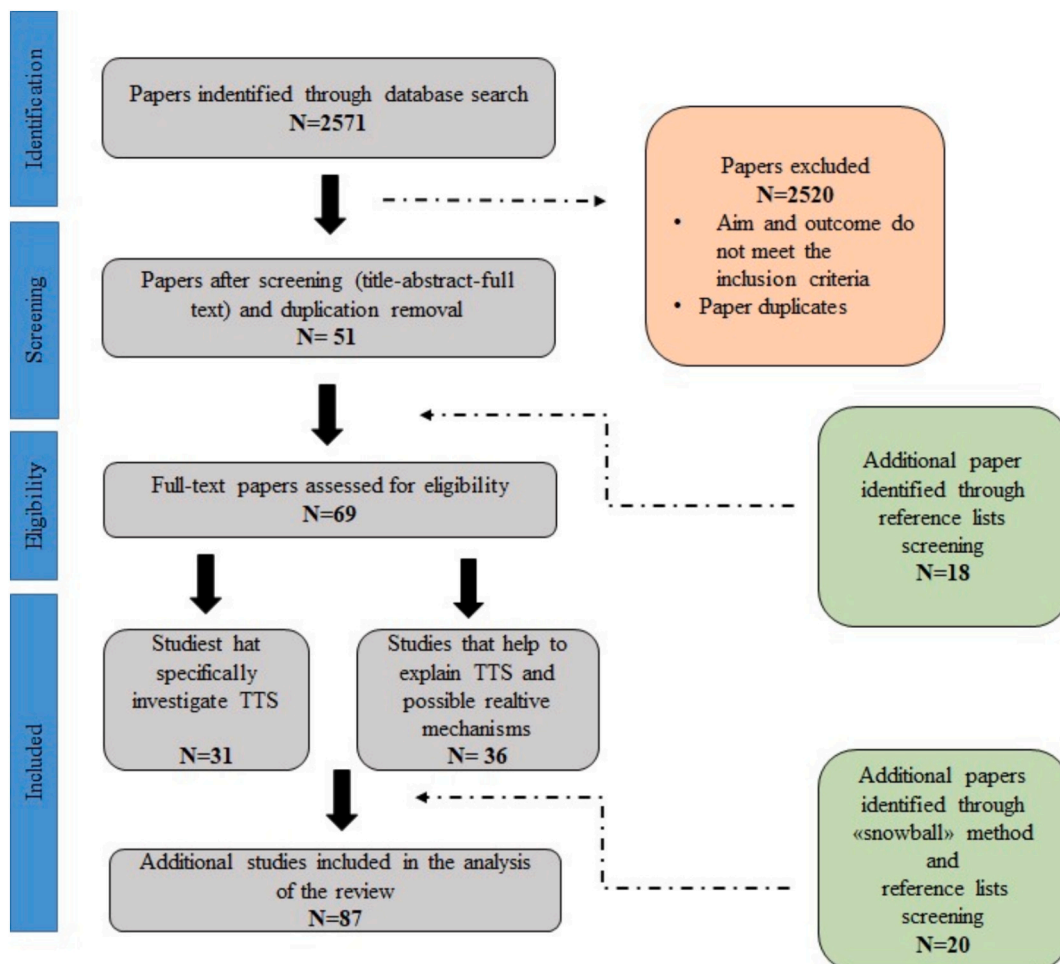 Identification
Papers indentified through database search
N=2571
Papers excluded
N=2520
• Aim and outcome do
not meet the
inclusion criteria
• Paper duplicates
Screening
Papers after screening (title-abstract-full
text) and duplication removal
N= 51
Eligibility
Full-text papers assessed for eligibility
N=69
Additional paper
identified through
reference lists
screening
N=18
Included
Studiest hat
specifically
investigate TTS
N=31
Studies that help to
explain TTS and
possible realtive
mechanisms
N= 36
Additional papers
identified through
«snowball» method
and
reference lists
screening
N=20
Additional studies included in the analysis
of the review
N=87